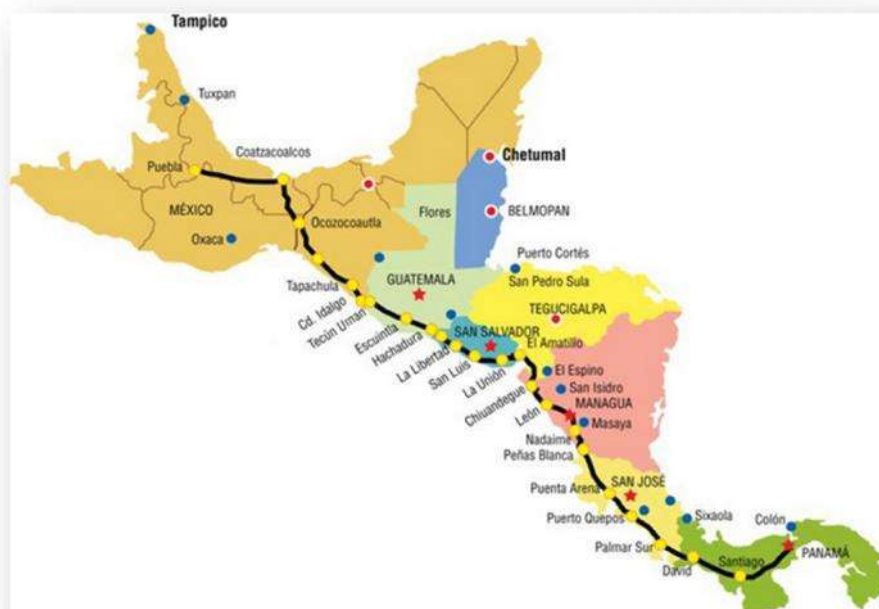 Tampico
Tuxpan
Coatzacoalcos
Puebla
Chetumal
MÉXICO
Ocozocoautla
Flores
BELMOPAN
Oxaca
Puerto Cortés
Tapachula
GUATEMALA
San Pedro Sula
Cd. Idalgo
TEGUCIGALPA
Tecún Uman
Escuintla
SAN SALVADOR
Hachadura
El Amatillo
La Libertad
San Luis
La Unión
El Espino
San Isidro
Chiuandegue
León
MANAGUA
Masaya
Nadaime
Peñas Blanca
Puenta Arena
SAN JOSÉ
Puerto Quepos
Sixaola
Colón
Palmar Sur
PANAMÁ
David
Santiago